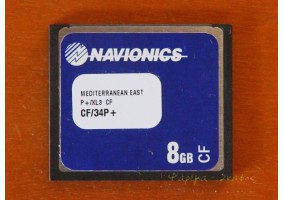 NAVIONICS
MEDITERRANEAN EAST
P+/XL3 CF
CF/34P+
8GB CF